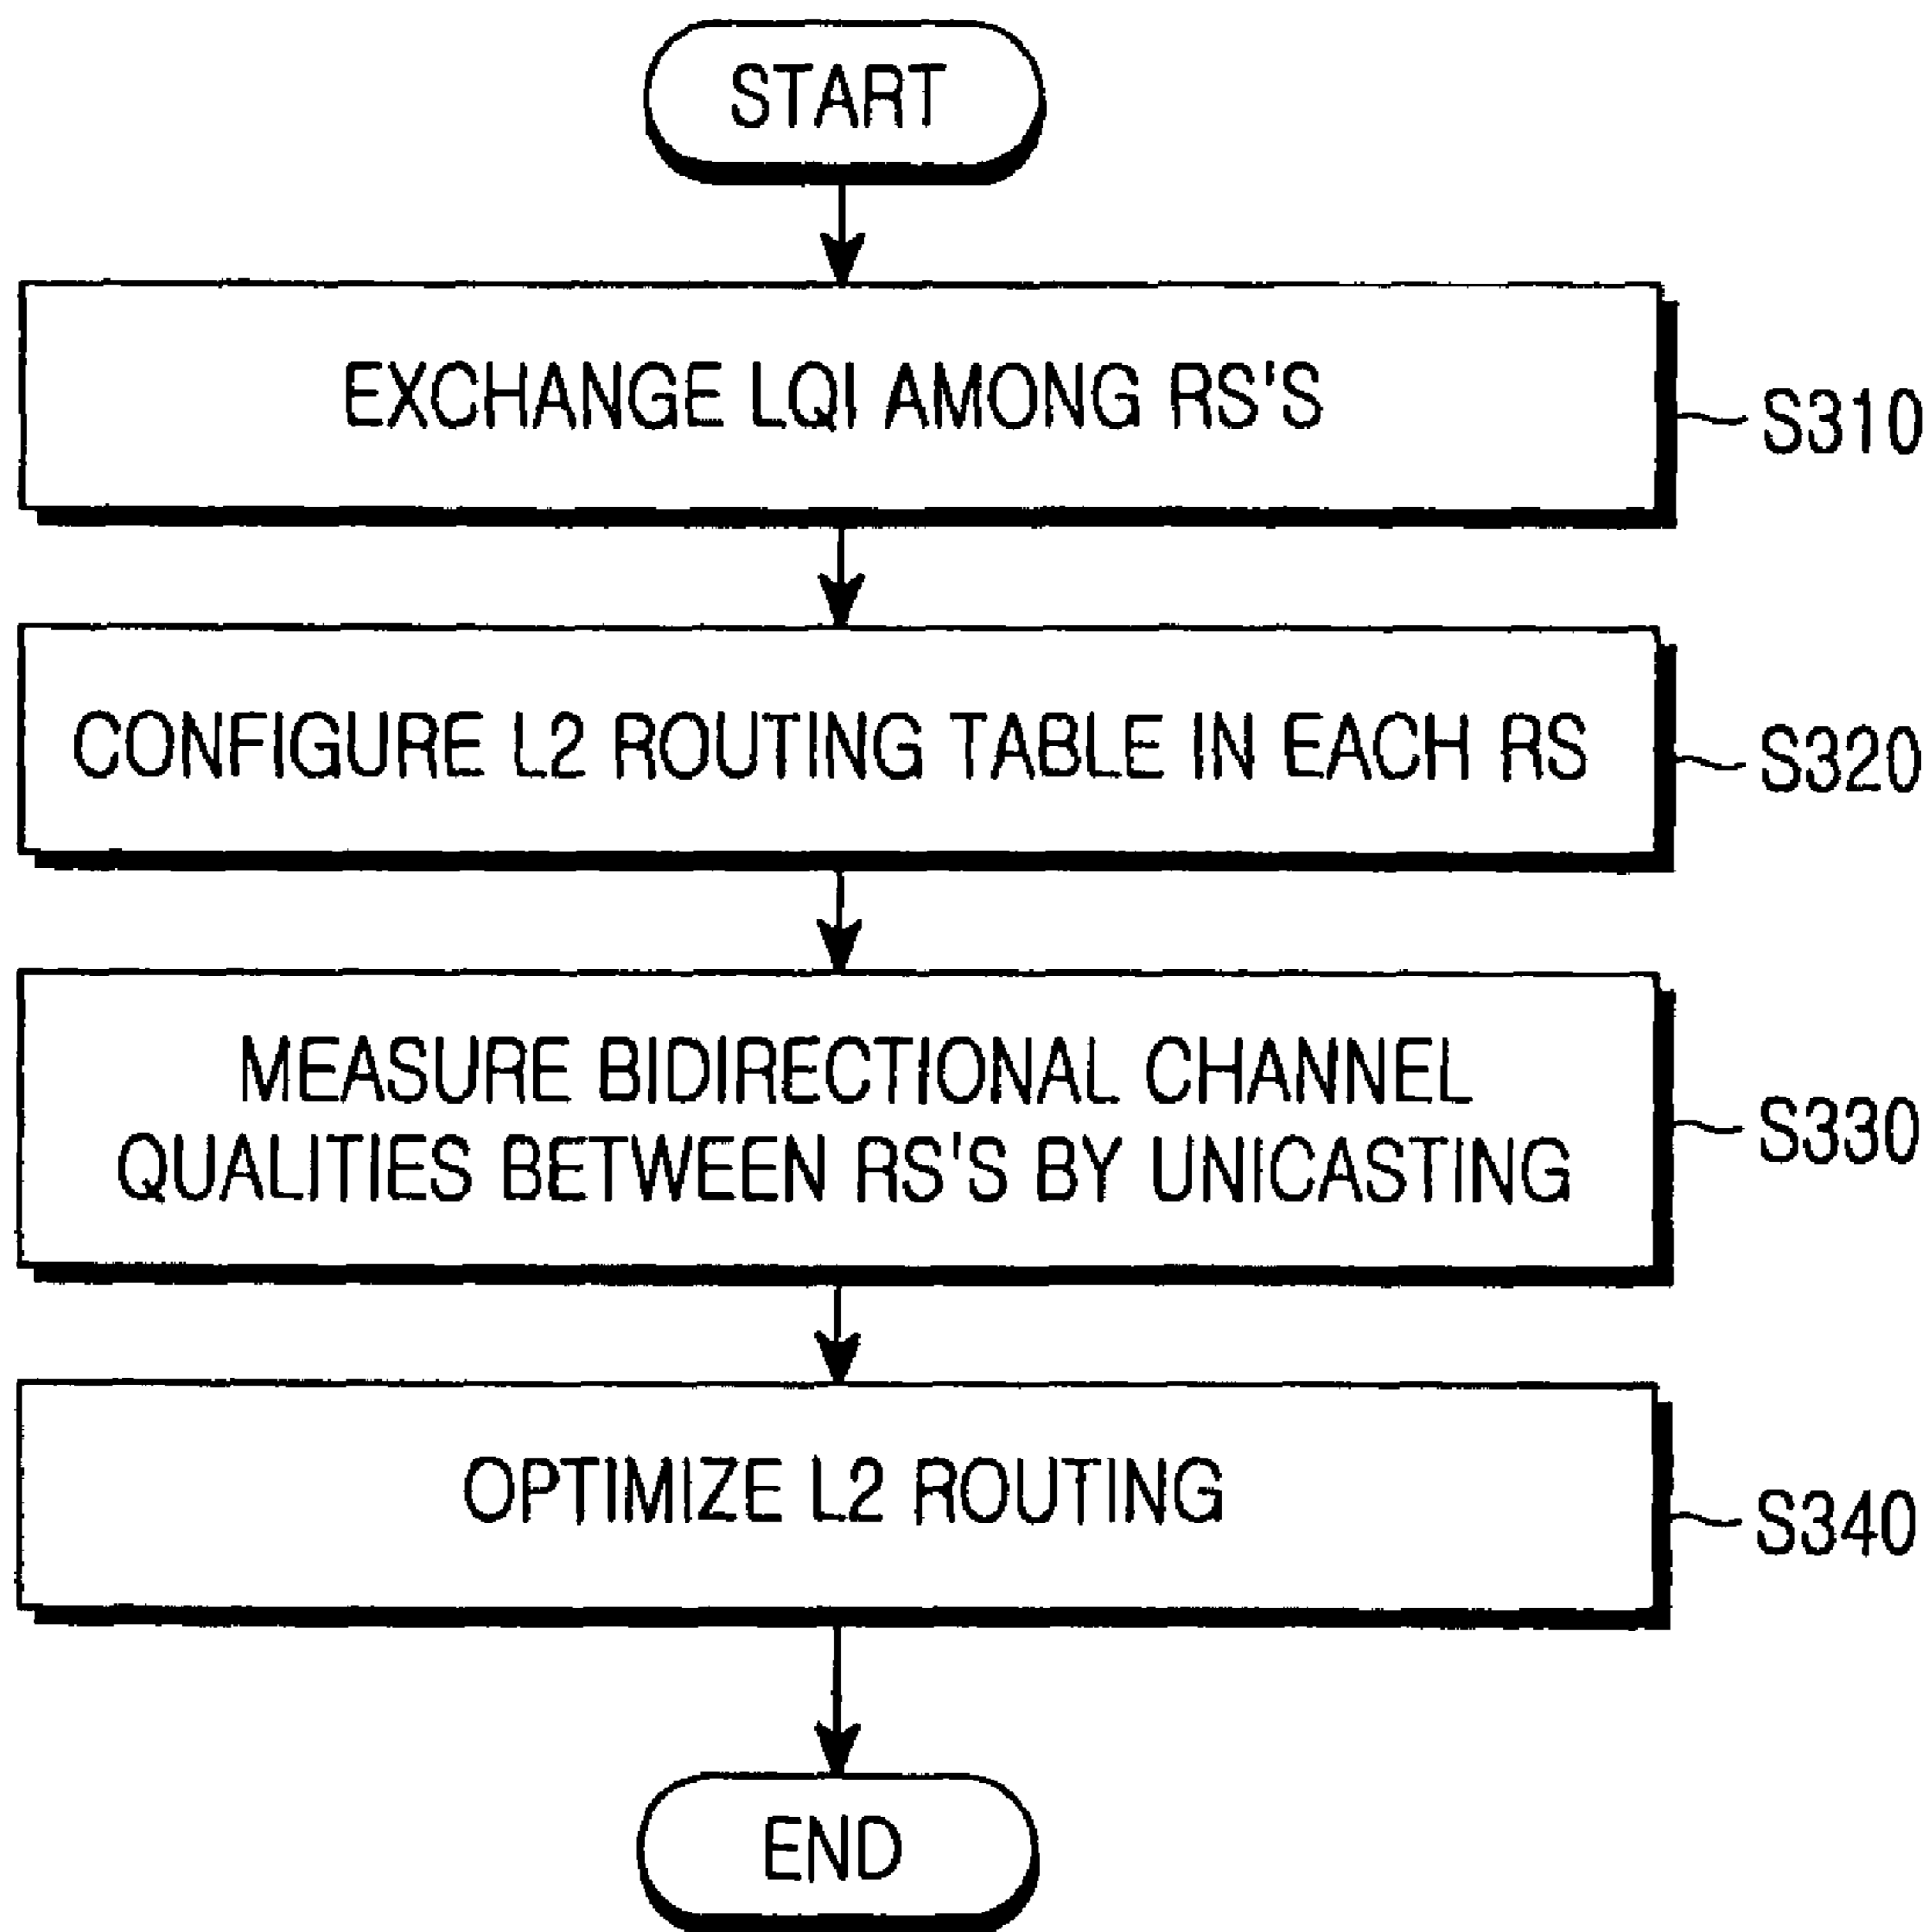 START
EXCHANGE LQI AMONG RS'S
S310
CONFIGURE L2 ROUTING TABLE IN EACH RS
S320
MEASURE BIDIRECTIONAL CHANNEL
QUALITIES BETWEEN RS'S BY UNICASTING
S330
OPTIMIZE L2 ROUTING
S340
END